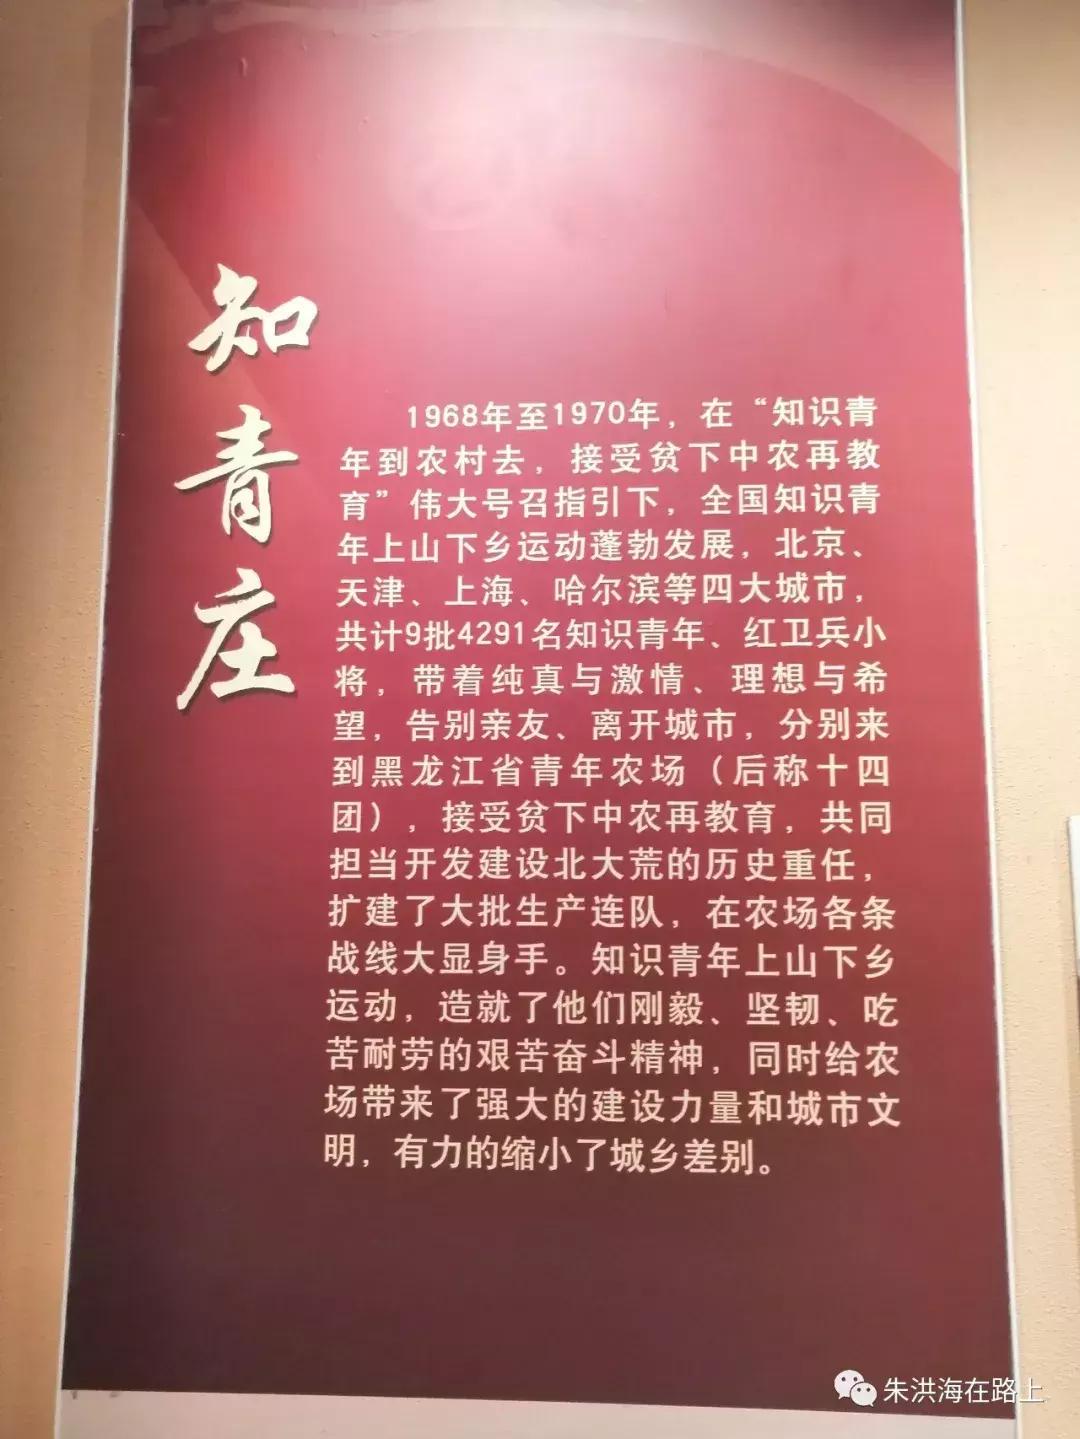 知青庄
1968年至1970年，在“知识青
年到农村去，接受贫下中农再教
育”伟大号召指引下，全国知识青
年上山下乡运动蓬勃发展，北京、
天津、上海、哈尔滨等四大城市，
共计9批4291名知识青年、红卫兵小
将，带着纯真与激情、理想与希
望，告别亲友、离开城市，分别来
到黑龙江省青年农场（后称十四
团），接受贫下中农再教育，共同
担当开发建设北大荒的历史重任，
扩建了大批生产连队，在农场各条
战线大显身手。知识青年上山下乡
运动，造就了他们刚毅、坚韧、吃
苦耐劳的艰苦奋斗精神，同时给农
场带来了强大的建设力量和城市文
明，有力的缩小了城乡差别。
朱洪海在路上